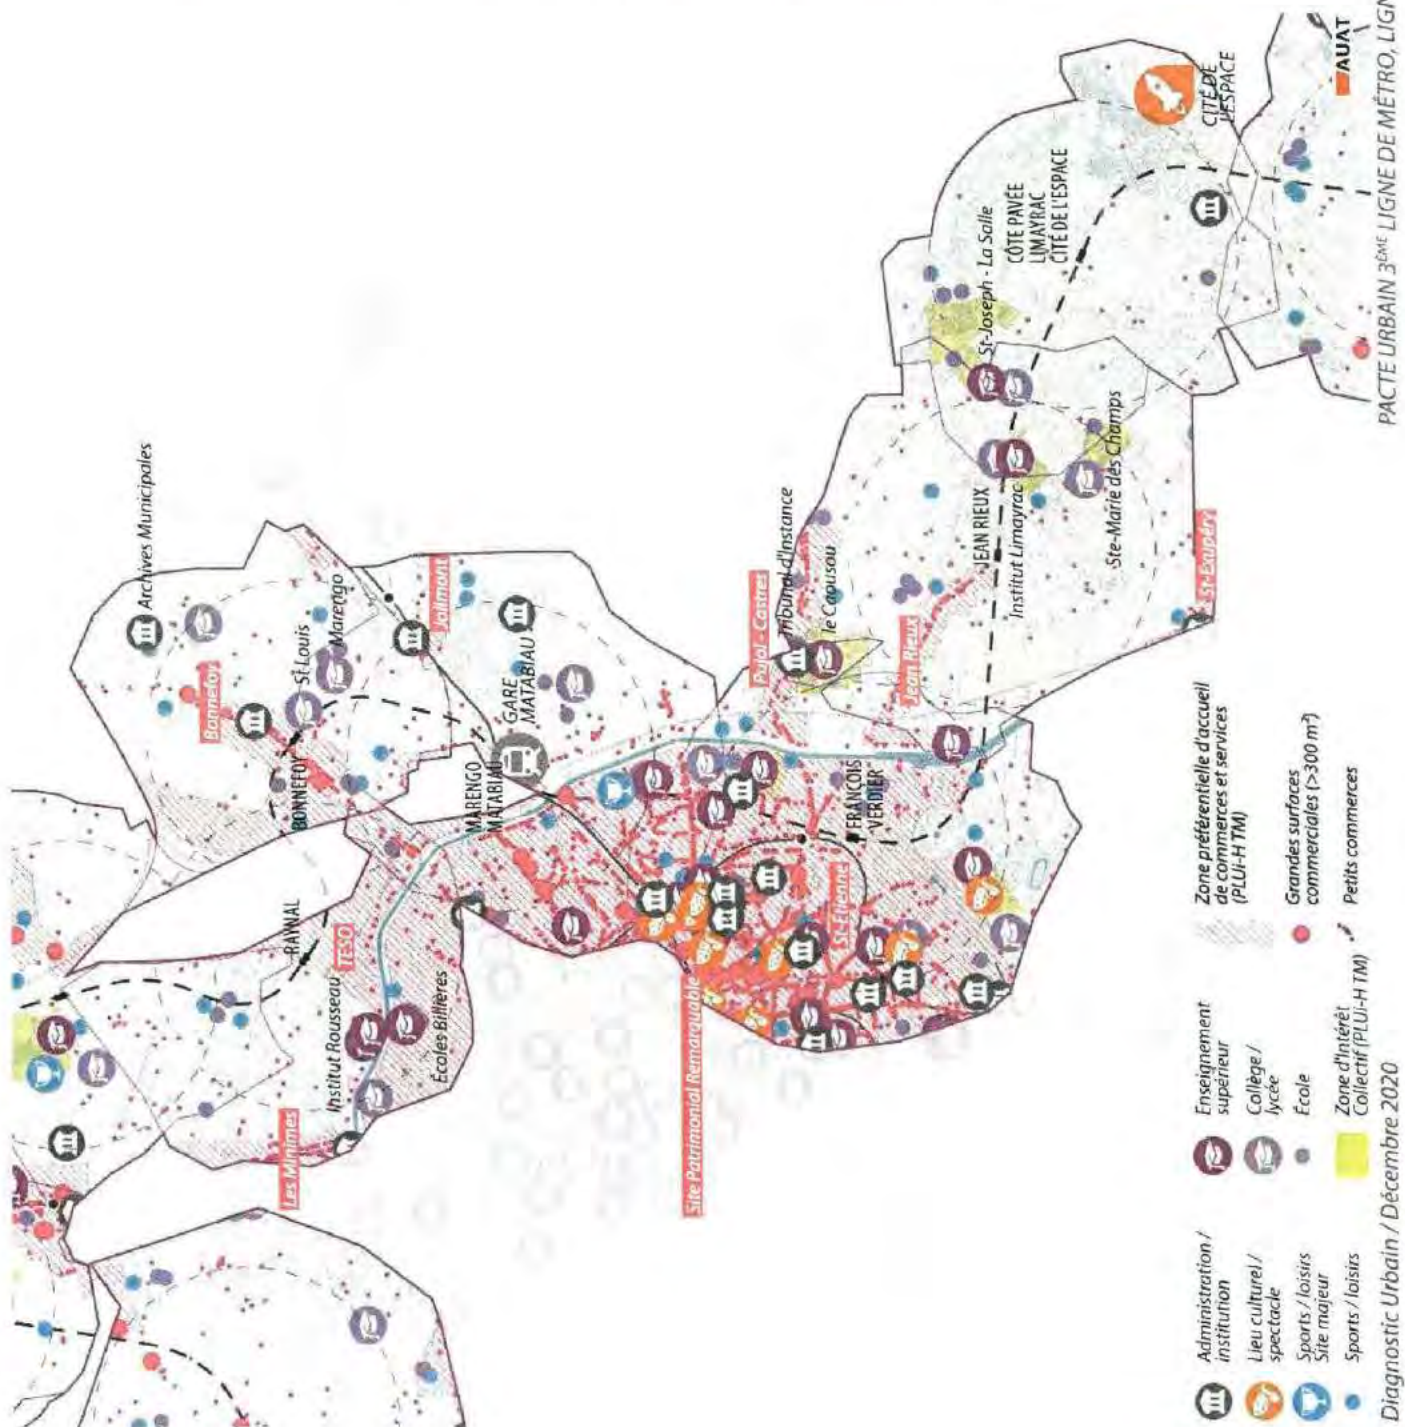 Archives Municipales
Bonnefoy
Les Minimes
RAYNAL
BONNEFOY
St-Louis
Institut Rousseau
Marengo
TESO
Écoles Billières
Jolimont
MARENGO
MATABIAU
GARE
MATABIAU
Site Patrimonial Remarquable
Pujol - Castres
Tribunal d'Instance
le Caousou
St-Etienne
FRANÇOIS
VERDIER
Jean Rieux
JEAN RIEUX
St-Joseph - La Salle
Institut Limayrac
CÔTE PAVÉE
LIMAYRAC
CITÉ DE L'ESPACE
Ste-Marie des Champs
St-Exupéry
CITÉ DE
L'ESPACE
Administration /
institution
Lieu culturel /
spectacle
Sports / loisirs
Site majeur
Sports / loisirs
Enseignement
supérieur
Collège /
lycée
École
Zone d'Intérêt
Collectif (PLUi-H TM)
Zone préférentielle d'accueil
de commerces et services
(PLUi-H TM)
Grandes surfaces
commerciales (>300 m²)
Petits commerces
AUAT
Diagnostic Urbain / Décembre 2020
PACTE URBAIN 3ÈME LIGNE DE MÉTRO, LIGN